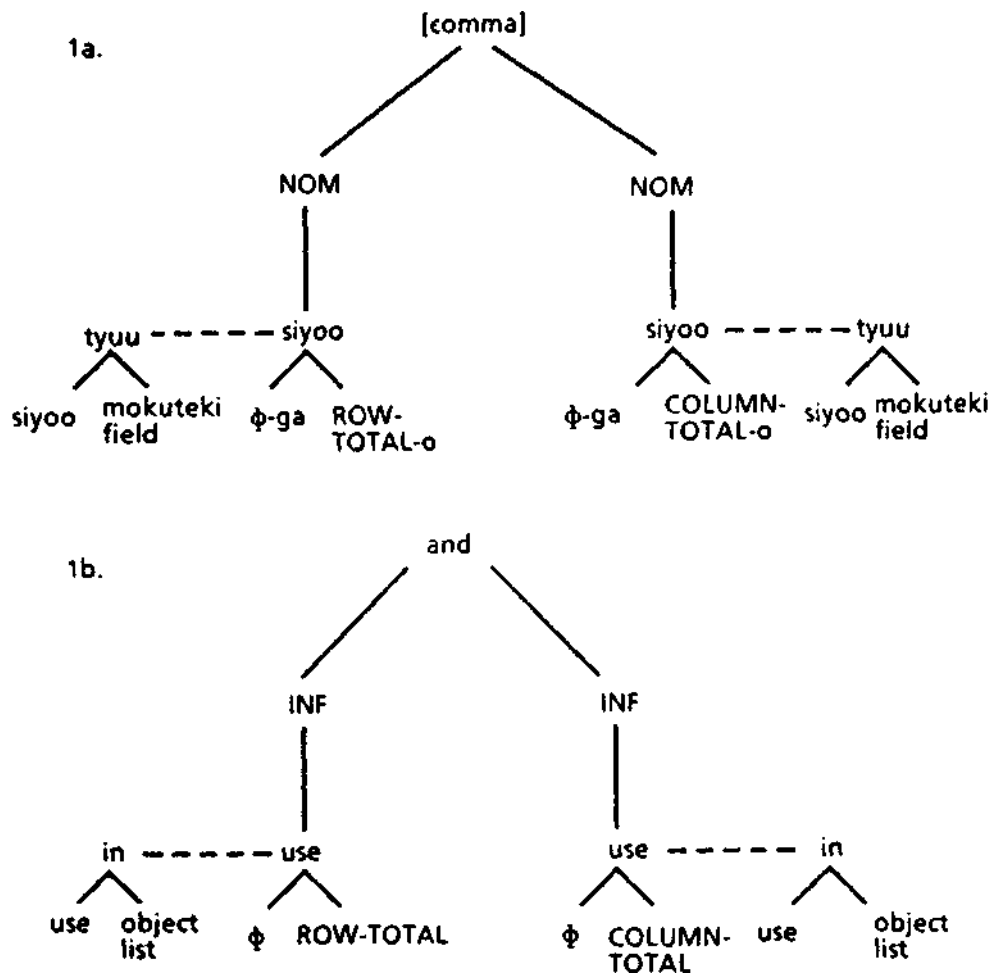 1a.
[comma]
NOM NOM
tyuu siyoo siyoo tyuu
siyoo mokuteki field ϕ-ga ROW-TOTAL-o ϕ-ga COLUMN-TOTAL-o siyoo mokuteki field
1b.
and
INF INF
in use use in
use object list ϕ ROW-TOTAL ϕ COLUMN-TOTAL use object list